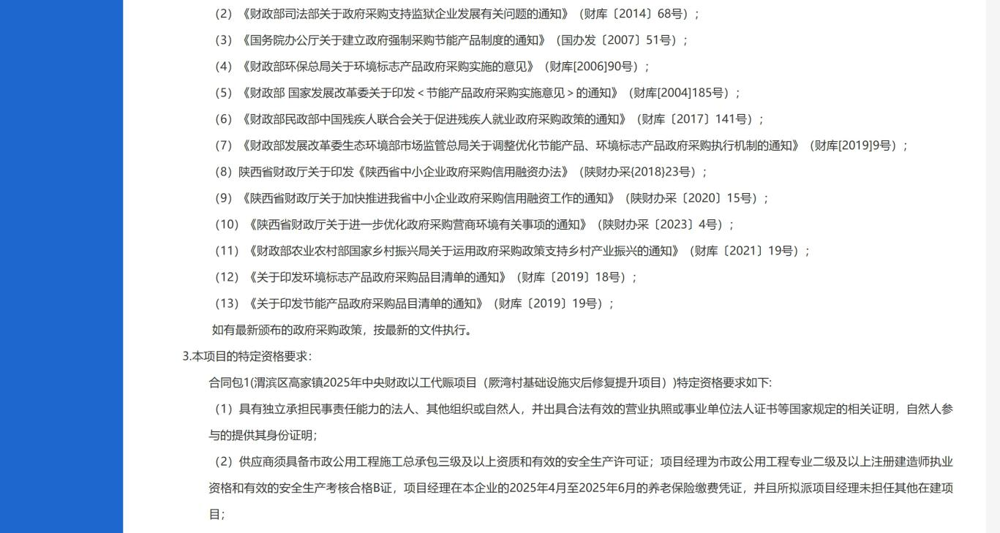 （2）《财政部司法部关于政府采购支持监狱企业发展有关问题的通知》（财库〔2014〕68号）；
（3）《国务院办公厅关于建立政府强制采购节能产品制度的通知》（国办发〔2007〕51号）；
（4）《财政部环保总局关于环境标志产品政府采购实施的意见》（财库[2006]90号）；
（5）《财政部 国家发展改革委关于印发＜节能产品政府采购实施意见＞的通知》（财库[2004]185号）；
（6）《财政部民政部中国残疾人联合会关于促进残疾人就业政府采购政策的通知》（财库〔2017〕141号）；
（7）《财政部发展改革委生态环境部市场监管总局关于调整优化节能产品、环境标志产品政府采购执行机制的通知》（财库[2019]9号）；
（8）陕西省财政厅关于印发《陕西省中小企业政府采购信用融资办法》（陕财办采{2018}23号）；
（9）《陕西省财政厅关于加快推进我省中小企业政府采购信用融资工作的通知》（陕财办采〔2020〕15号）；
（10）《陕西省财政厅关于进一步优化政府采购营商环境有关事项的通知》（陕财办采〔2023〕4号）；
（11）《财政部农业农村部国家乡村振兴局关于运用政府采购政策支持乡村产业振兴的通知》（财库〔2021〕19号）；
（12）《关于印发环境标志产品政府采购品目清单的通知》（财库〔2019〕18号）；
（13）《关于印发节能产品政府采购品目清单的通知》（财库〔2019〕19号）；
如有最新颁布的政府采购政策，按最新的文件执行。
3.本项目的特定资格要求：
合同包1(渭滨区高家镇2025年中央财政以工代赈项目（厥湾村基础设施灾后修复提升项目）)特定资格要求如下:
（1）具有独立承担民事责任能力的法人、其他组织或自然人，并出具合法有效的营业执照或事业单位法人证书等国家规定的相关证明，自然人参
与的提供其身份证明；
（2）供应商须具备市政公用工程施工总承包三级及以上资质和有效的安全生产许可证；项目经理为市政公用工程专业二级及以上注册建造师执业
资格和有效的安全生产考核合格B证，项目经理在本企业的2025年4月至2025年6月的养老保险缴费凭证，并且所拟派项目经理未担任其他在建项
目；